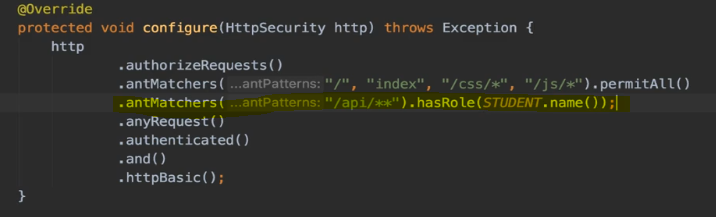 @Override
protected void configure(HttpSecurity http) throws Exception {
http
.authorizeRequests()
.antMatchers( ...antPatterns: "/", "index", "/css/*", "/js/*").permitAll()
.antMatchers( ...antPatterns: "/api/**").hasRole(STUDENT.name());
.anyRequest()
.authenticated()
.and()
.httpBasic();
}